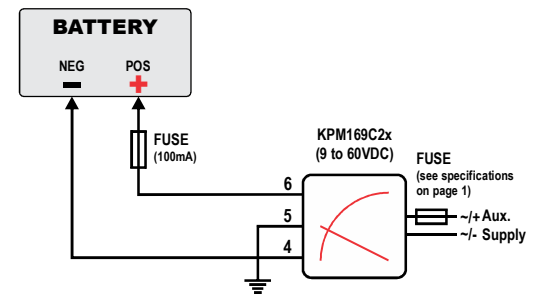 BATTERY
NEG
POS
FUSE
(100mA)
KPM169C2x
(9 to 60VDC)
FUSE
(see specifications
on page 1)
6
5
4
~/+ Aux.
~/- Supply